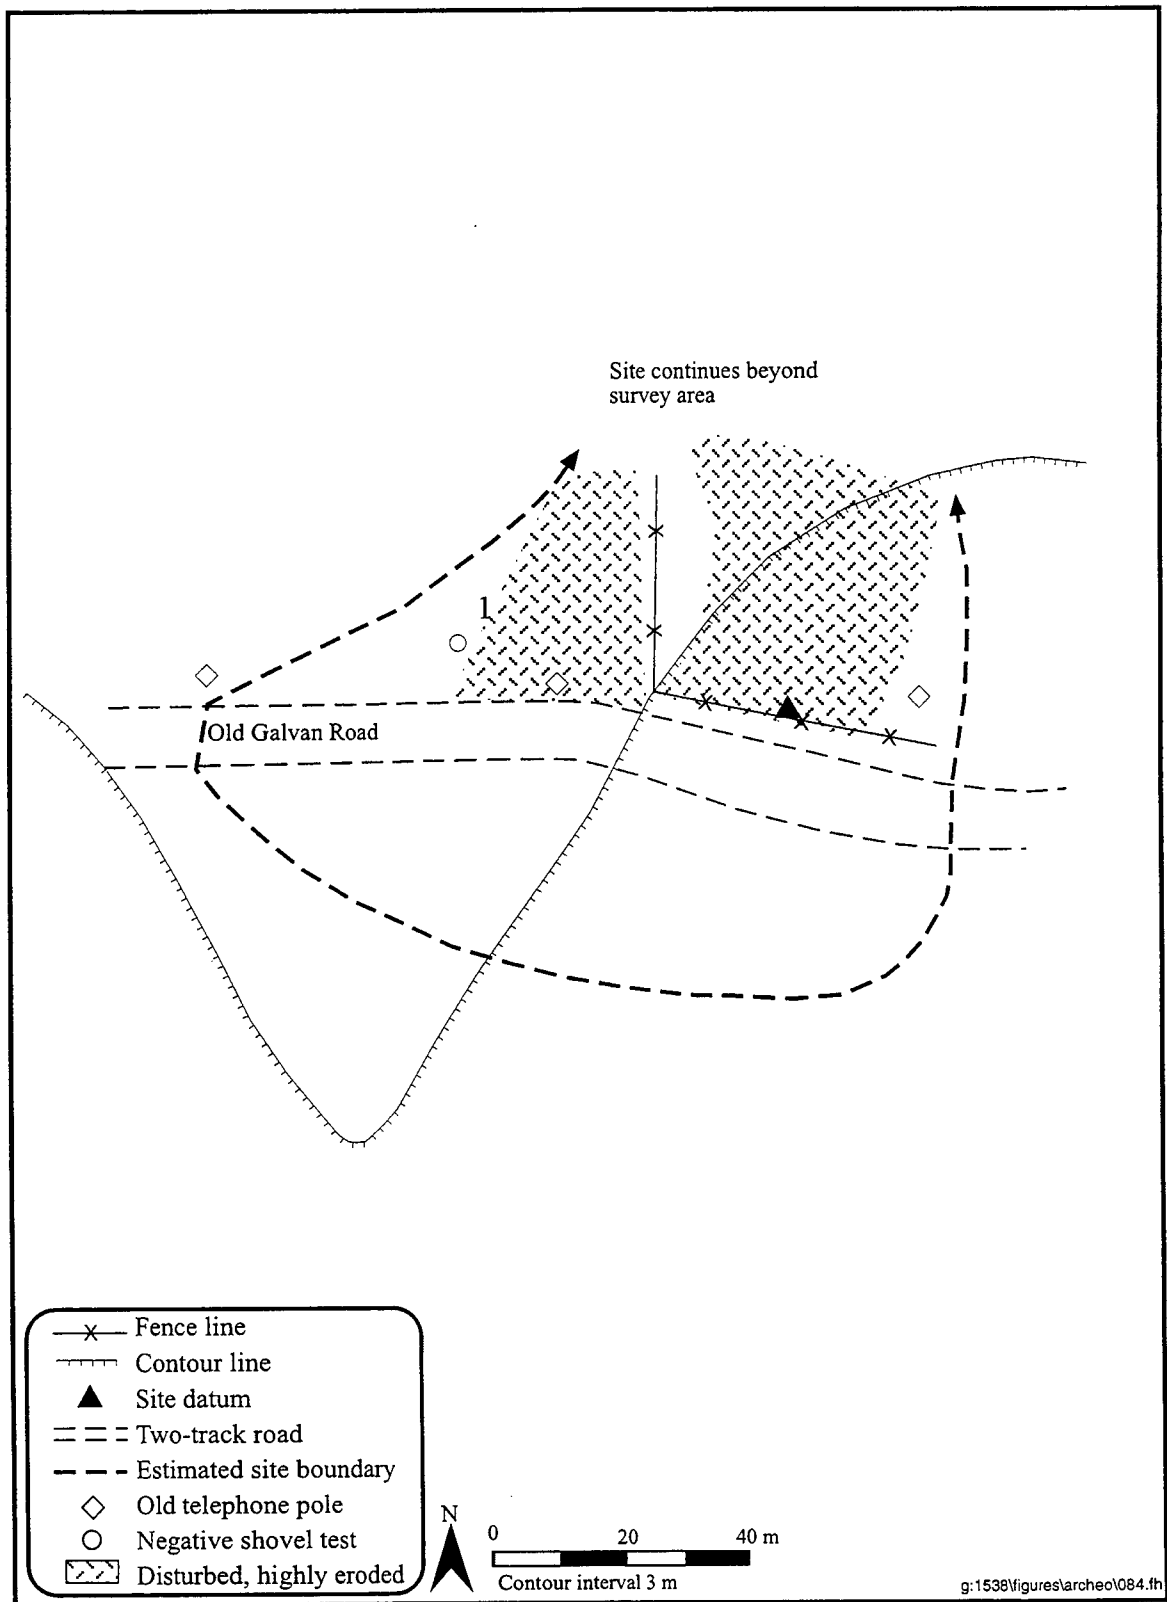 Site continues beyond
survey area
1
Old Galvan Road
Fence line
Contour line
Site datum
Two-track road
Estimated site boundary
Old telephone pole
Negative shovel test
Disturbed, highly eroded
N
0 20 40 m
Contour interval 3 m
g:1538\figures\archeo\084.fh